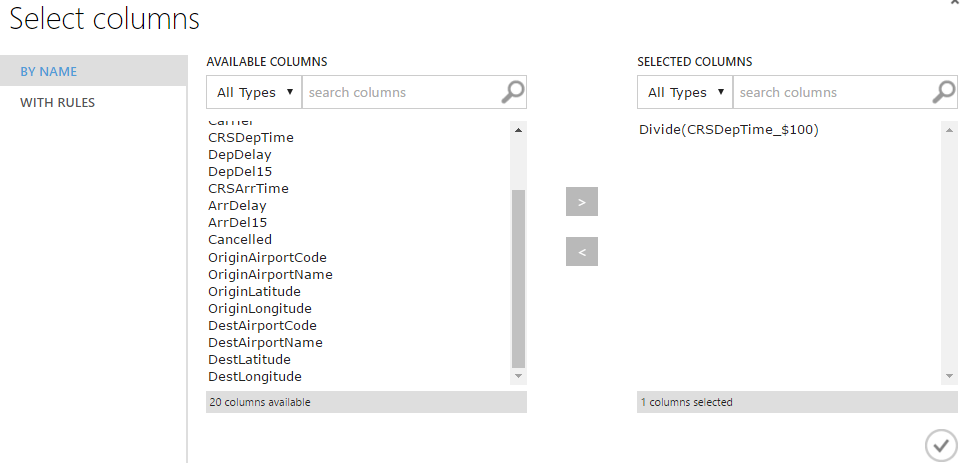 Select columns
BY NAME
WITH RULES
AVAILABLE COLUMNS
All Types
search columns
Carrier
CRSDepTime
DepDelay
DepDel15
CRSArrTime
ArrDelay
ArrDel15
Cancelled
OriginAirportCode
OriginAirportName
OriginLatitude
OriginLongitude
DestAirportCode
DestAirportName
DestLatitude
DestLongitude
20 columns available
>
<
SELECTED COLUMNS
All Types
search columns
Divide(CRSDepTime_$100)
1 columns selected